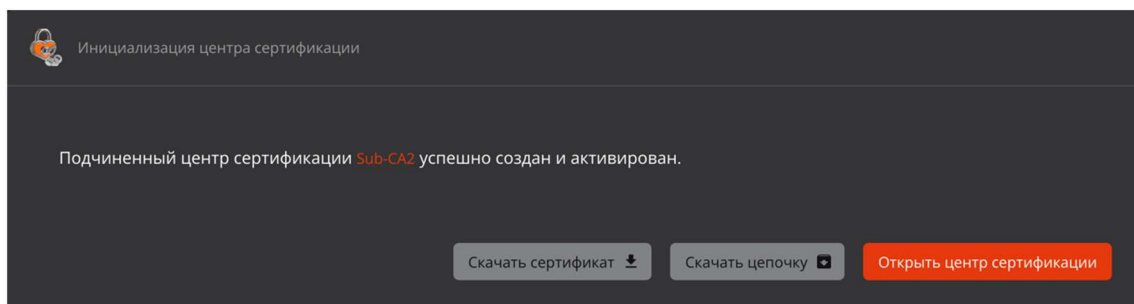 Инициализация центра сертификации
Подчиненный центр сертификации Sub-CA2 успешно создан и активирован.
Скачать сертификат Скачать цепочку Открыть центр сертификации